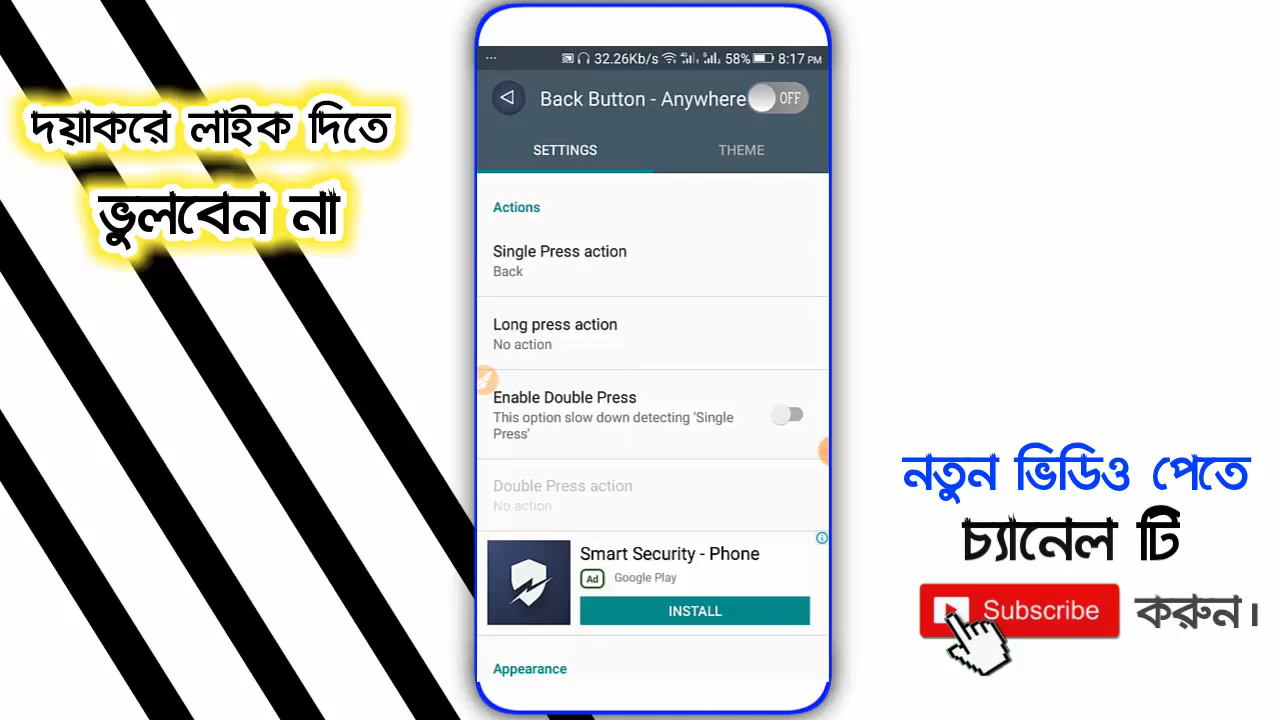 দয়াকরে লাইক দিতে
ভুলবেন না
... 32.26Kb/s 58% 8:17 PM
Back Button - Anywhere OFF
SETTINGS THEME
Actions
Single Press action
Back
Long press action
No action
Enable Double Press
This option slow down detecting 'Single
Press'
Double Press action
No action
Smart Security - Phone
Ad Google Play
INSTALL
Appearance
নতুন ভিডিও পেতে
চ্যানেল টি
Subscribe করুন।